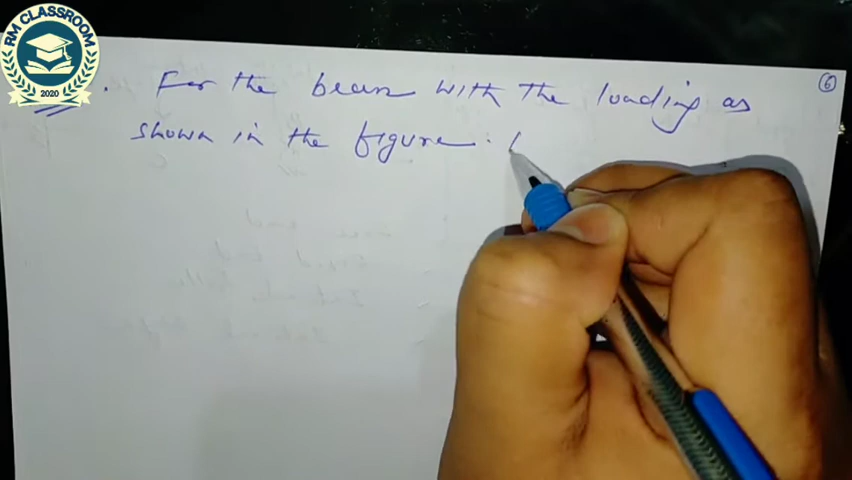 RM CLASSROOM
2020
6
. For the beam with the loading as
shown in the figure.